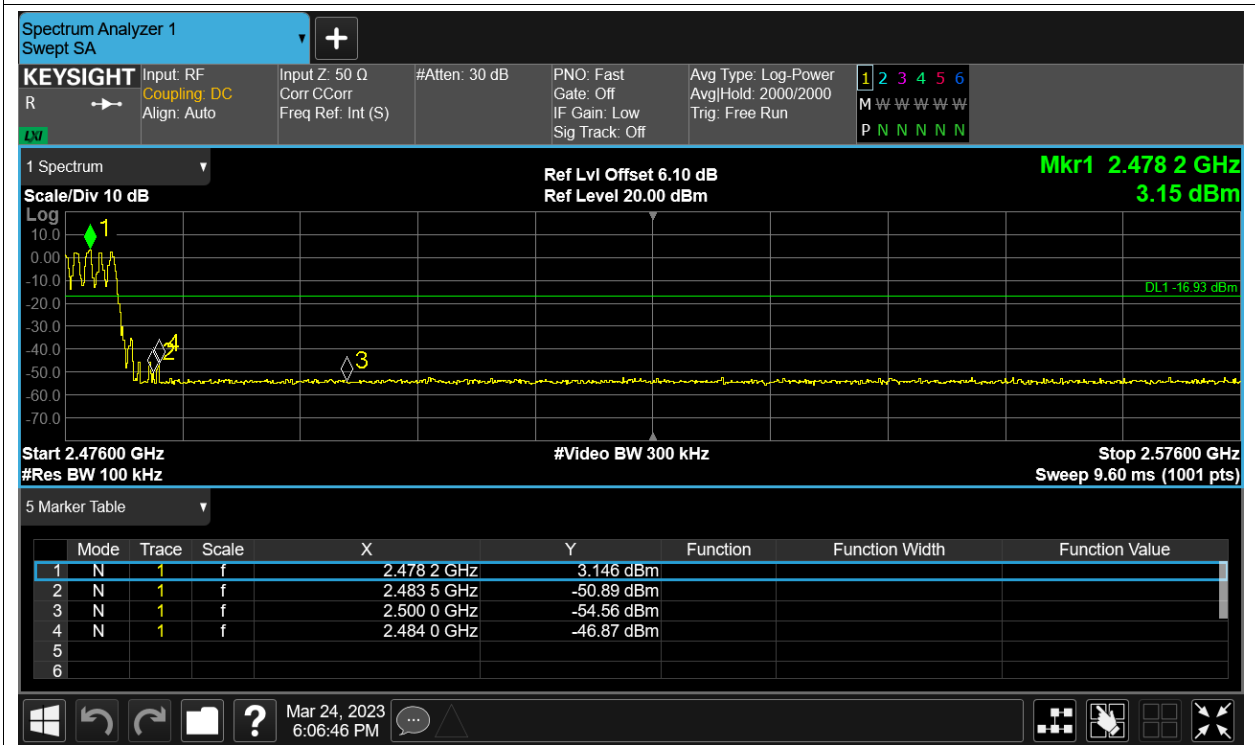 Spectrum Analyzer 1
Swept SA
KEYSIGHT
R
LXI
Input: RF
Coupling: DC
Align: Auto
Input Z: 50 Ω
Corr CCorr
Freq Ref: Int (S)
#Atten: 30 dB
PNO: Fast
Gate: Off
IF Gain: Low
Sig Track: Off
Avg Type: Log-Power
Avg|Hold: 2000/2000
Trig: Free Run
1 2 3 4 5 6
M W W W W W
P N N N N N
1 Spectrum
Scale/Div 10 dB
Ref Lvl Offset 6.10 dB
Ref Level 20.00 dBm
Mkr1 2.478 2 GHz
3.15 dBm
Log
10.0
0.00
-10.0
-20.0
-30.0
-40.0
-50.0
-60.0
-70.0
1
DL1 -16.93 dBm
4
2
3
Start 2.47600 GHz
#Res BW 100 kHz
#Video BW 300 kHz
Stop 2.57600 GHz
Sweep 9.60 ms (1001 pts)
5 Marker Table
Mode Trace Scale X Y Function Function Width Function Value
1 N 1 f 2.478 2 GHz 3.146 dBm
2 N 1 f 2.483 5 GHz -50.89 dBm
3 N 1 f 2.500 0 GHz -54.56 dBm
4 N 1 f 2.484 0 GHz -46.87 dBm
5
6
?
Mar 24, 2023
6:06:46 PM